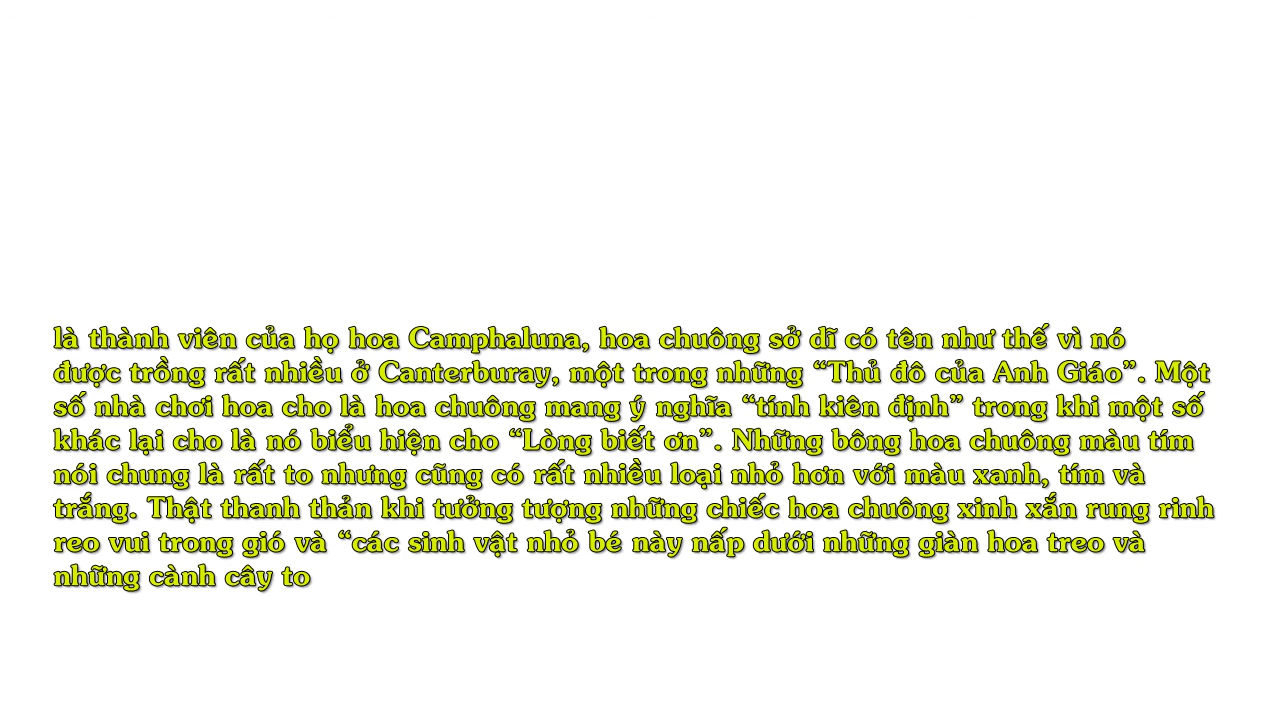 là thành viên của họ hoa Camphaluna, hoa chuông sở dĩ có tên như thế vì nó
được trồng rất nhiều ở Canterburay, một trong những “Thủ đô của Anh Giáo”. Một
số nhà chơi hoa cho là hoa chuông mang ý nghĩa “tính kiên định” trong khi một số
khác lại cho là nó biểu hiện cho “Lòng biết ơn”. Những bông hoa chuông màu tím
nói chung là rất to nhưng cũng có rất nhiều loại nhỏ hơn với màu xanh, tím và
trắng. Thật thanh thản khi tưởng tượng những chiếc hoa chuông xinh xắn rung rinh
reo vui trong gió và “các sinh vật nhỏ bé này nấp dưới những giàn hoa treo và
những cành cây to